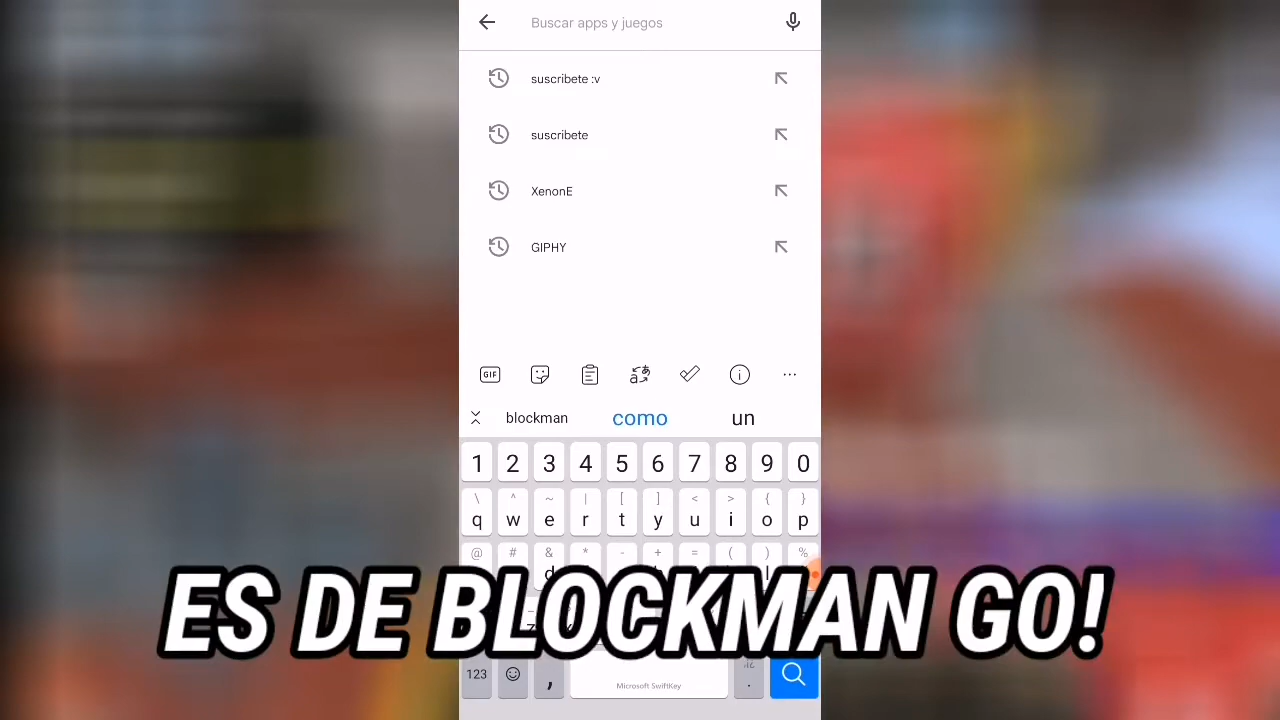 Buscar apps y juegos
suscribete :v
suscribete
XenonE
GIPHY
GIF
blockman como un
1 2 3 4 5 6 7 8 9 0
\ ^ ~ | [ ] < > { }
q w e r t y u i o p
@ # & * - + = ( ) %
ES DE BLOCKMAN GO!
123 , Microsoft SwiftKey .